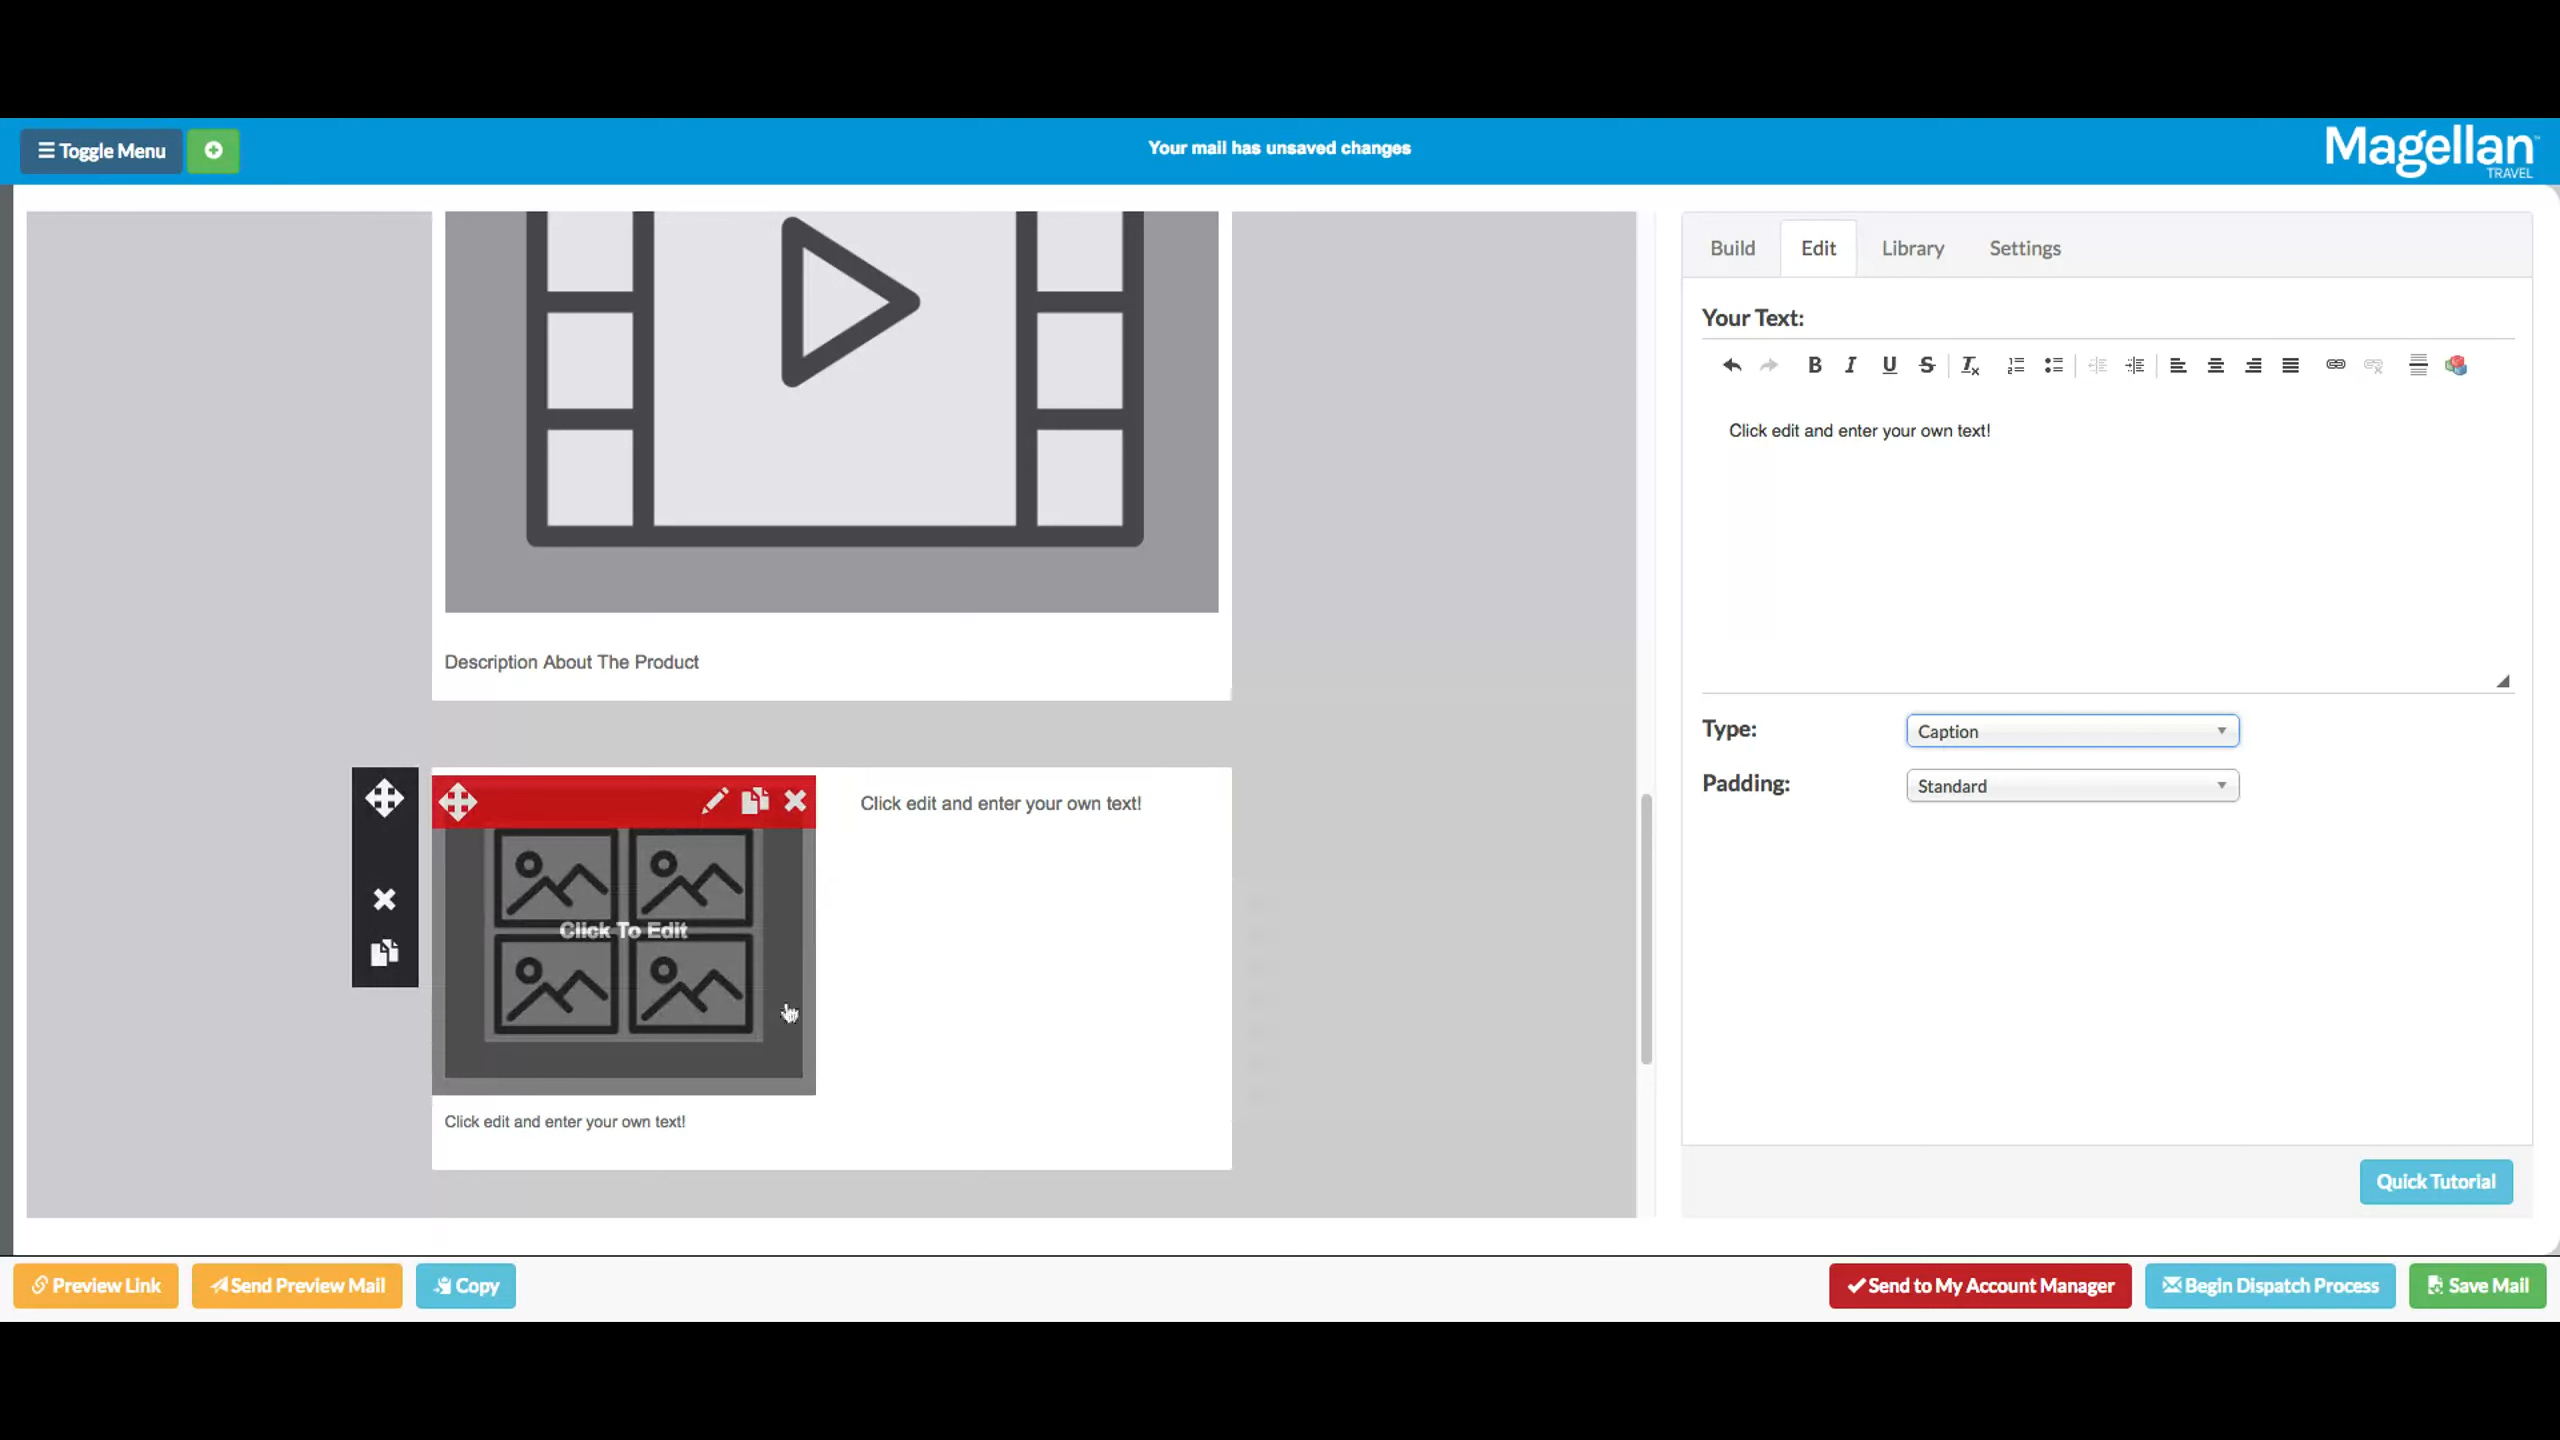 Toggle Menu
Your mail has unsaved changes
Magellan
TRAVEL
Build
Edit
Library
Settings
Your Text:
Click edit and enter your own text!
Description About The Product
Type:
Caption
Padding:
Standard
Click edit and enter your own text!
Click To Edit
Click edit and enter your own text!
Quick Tutorial
Preview Link
Send Preview Mail
Copy
Send to My Account Manager
Begin Dispatch Process
Save Mail